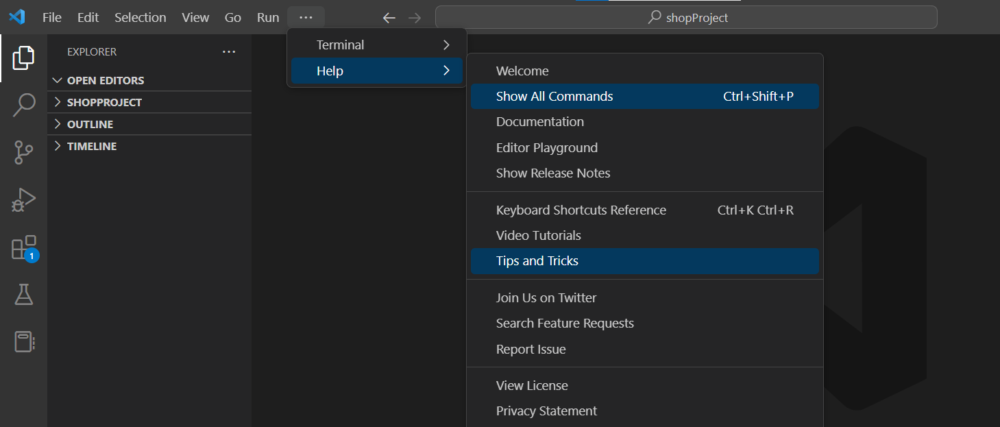 File Edit Selection View Go Run ··· shopProject
EXPLORER ···
OPEN EDITORS
SHOPPROJECT
OUTLINE
TIMELINE
1
Terminal
Help
Welcome
Show All Commands Ctrl+Shift+P
Documentation
Editor Playground
Show Release Notes
Keyboard Shortcuts Reference Ctrl+K Ctrl+R
Video Tutorials
Tips and Tricks
Join Us on Twitter
Search Feature Requests
Report Issue
View License
Privacy Statement